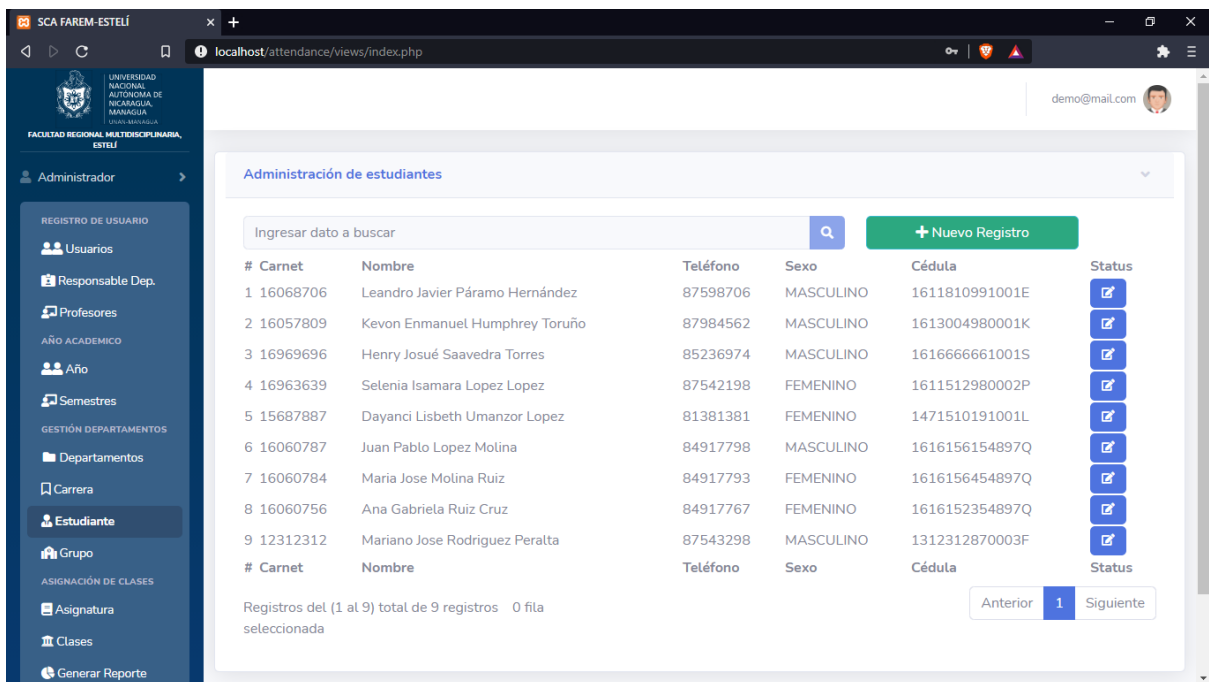 SCA FAREM-ESTELÍ
localhost/attendance/views/index.php
UNIVERSIDAD
NACIONAL
AUTÓNOMA DE
NICARAGUA,
MANAGUA
UNAN-MANAGUA
FACULTAD REGIONAL MULTIDISCIPLINARIA,
ESTELÍ
demo@mail.com
Administrador
REGISTRO DE USUARIO
Usuarios
Responsable Dep.
Profesores
AÑO ACADEMICO
Año
Semestres
GESTIÓN DEPARTAMENTOS
Departamentos
Carrera
Estudiante
Grupo
ASIGNACIÓN DE CLASES
Asignatura
Clases
Generar Reporte
Administración de estudiantes
Ingresar dato a buscar
Nuevo Registro
# Carnet Nombre Teléfono Sexo Cédula Status
1 16068706 Leandro Javier Páramo Hernández 87598706 MASCULINO 1611810991001E
2 16057809 Kevon Enmanuel Humphrey Toruño 87984562 MASCULINO 1613004980001K
3 16969696 Henry Josué Saavedra Torres 85236974 MASCULINO 1616666661001S
4 16963639 Selenia Isamara Lopez Lopez 87542198 FEMENINO 1611512980002P
5 15687887 Dayanci Lisbeth Umanzor Lopez 81381381 FEMENINO 1471510191001L
6 16060787 Juan Pablo Lopez Molina 84917798 MASCULINO 1616156154897Q
7 16060784 Maria Jose Molina Ruiz 84917793 FEMENINO 1616156454897Q
8 16060756 Ana Gabriela Ruiz Cruz 84917767 FEMENINO 1616152354897Q
9 12312312 Mariano Jose Rodriguez Peralta 87543298 MASCULINO 1312312870003F
# Carnet Nombre Teléfono Sexo Cédula Status
Registros del (1 al 9) total de 9 registros 0 fila
seleccionada
Anterior 1 Siguiente